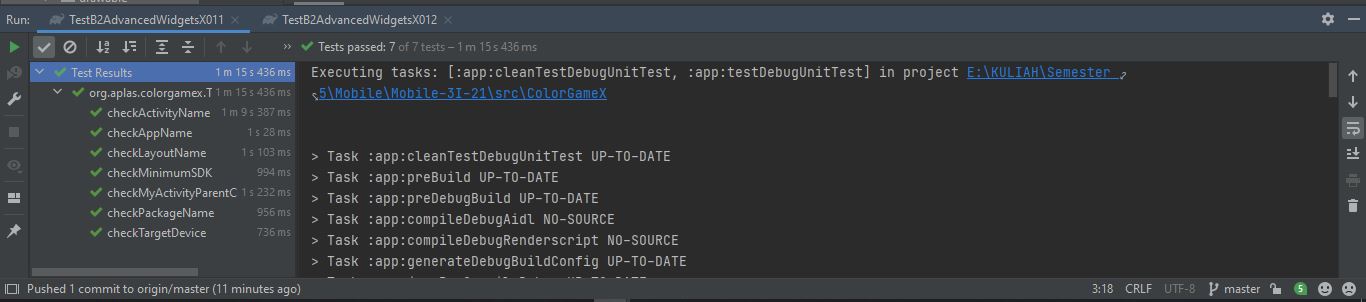 drawable
Run: TestB2AdvancedWidgetsX011 TestB2AdvancedWidgetsX012
Tests passed: 7 of 7 tests – 1 m 15 s 436 ms
Test Results 1 m 15 s 436 ms
org.aplas.colorgamex.T 1 m 15 s 436 ms
checkActivityName 1 m 9 s 387 ms
checkAppName 1 s 28 ms
checkLayoutName 1 s 103 ms
checkMinimumSDK 994 ms
checkMyActivityParentC 1 s 232 ms
checkPackageName 956 ms
checkTargetDevice 736 ms
Executing tasks: [:app:cleanTestDebugUnitTest, :app:testDebugUnitTest] in project E:\KULIAH\Semester
5\Mobile\Mobile-3I-21\src\ColorGameX
> Task :app:cleanTestDebugUnitTest UP-TO-DATE
> Task :app:preBuild UP-TO-DATE
> Task :app:preDebugBuild UP-TO-DATE
> Task :app:compileDebugAidl NO-SOURCE
> Task :app:compileDebugRenderscript NO-SOURCE
> Task :app:generateDebugBuildConfig UP-TO-DATE
Pushed 1 commit to origin/master (11 minutes ago) 3:18 CRLF UTF-8 master 5